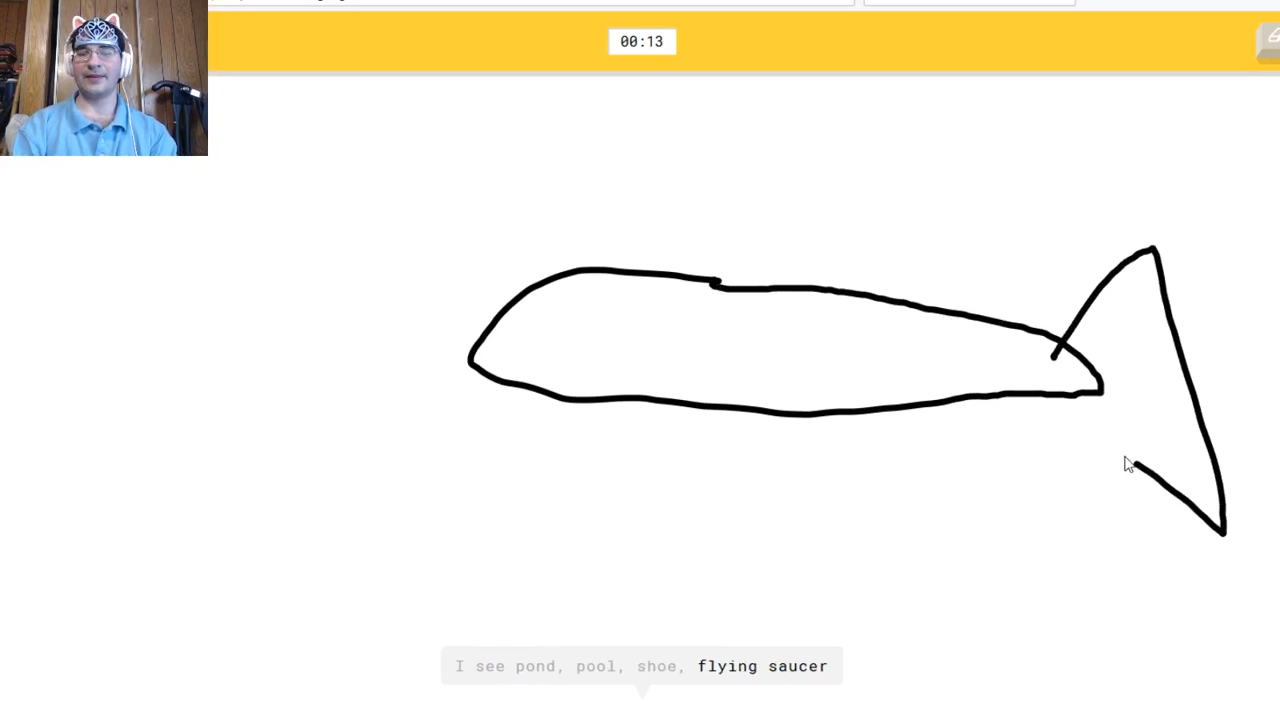 00:13
I see pond, pool, shoe, flying saucer